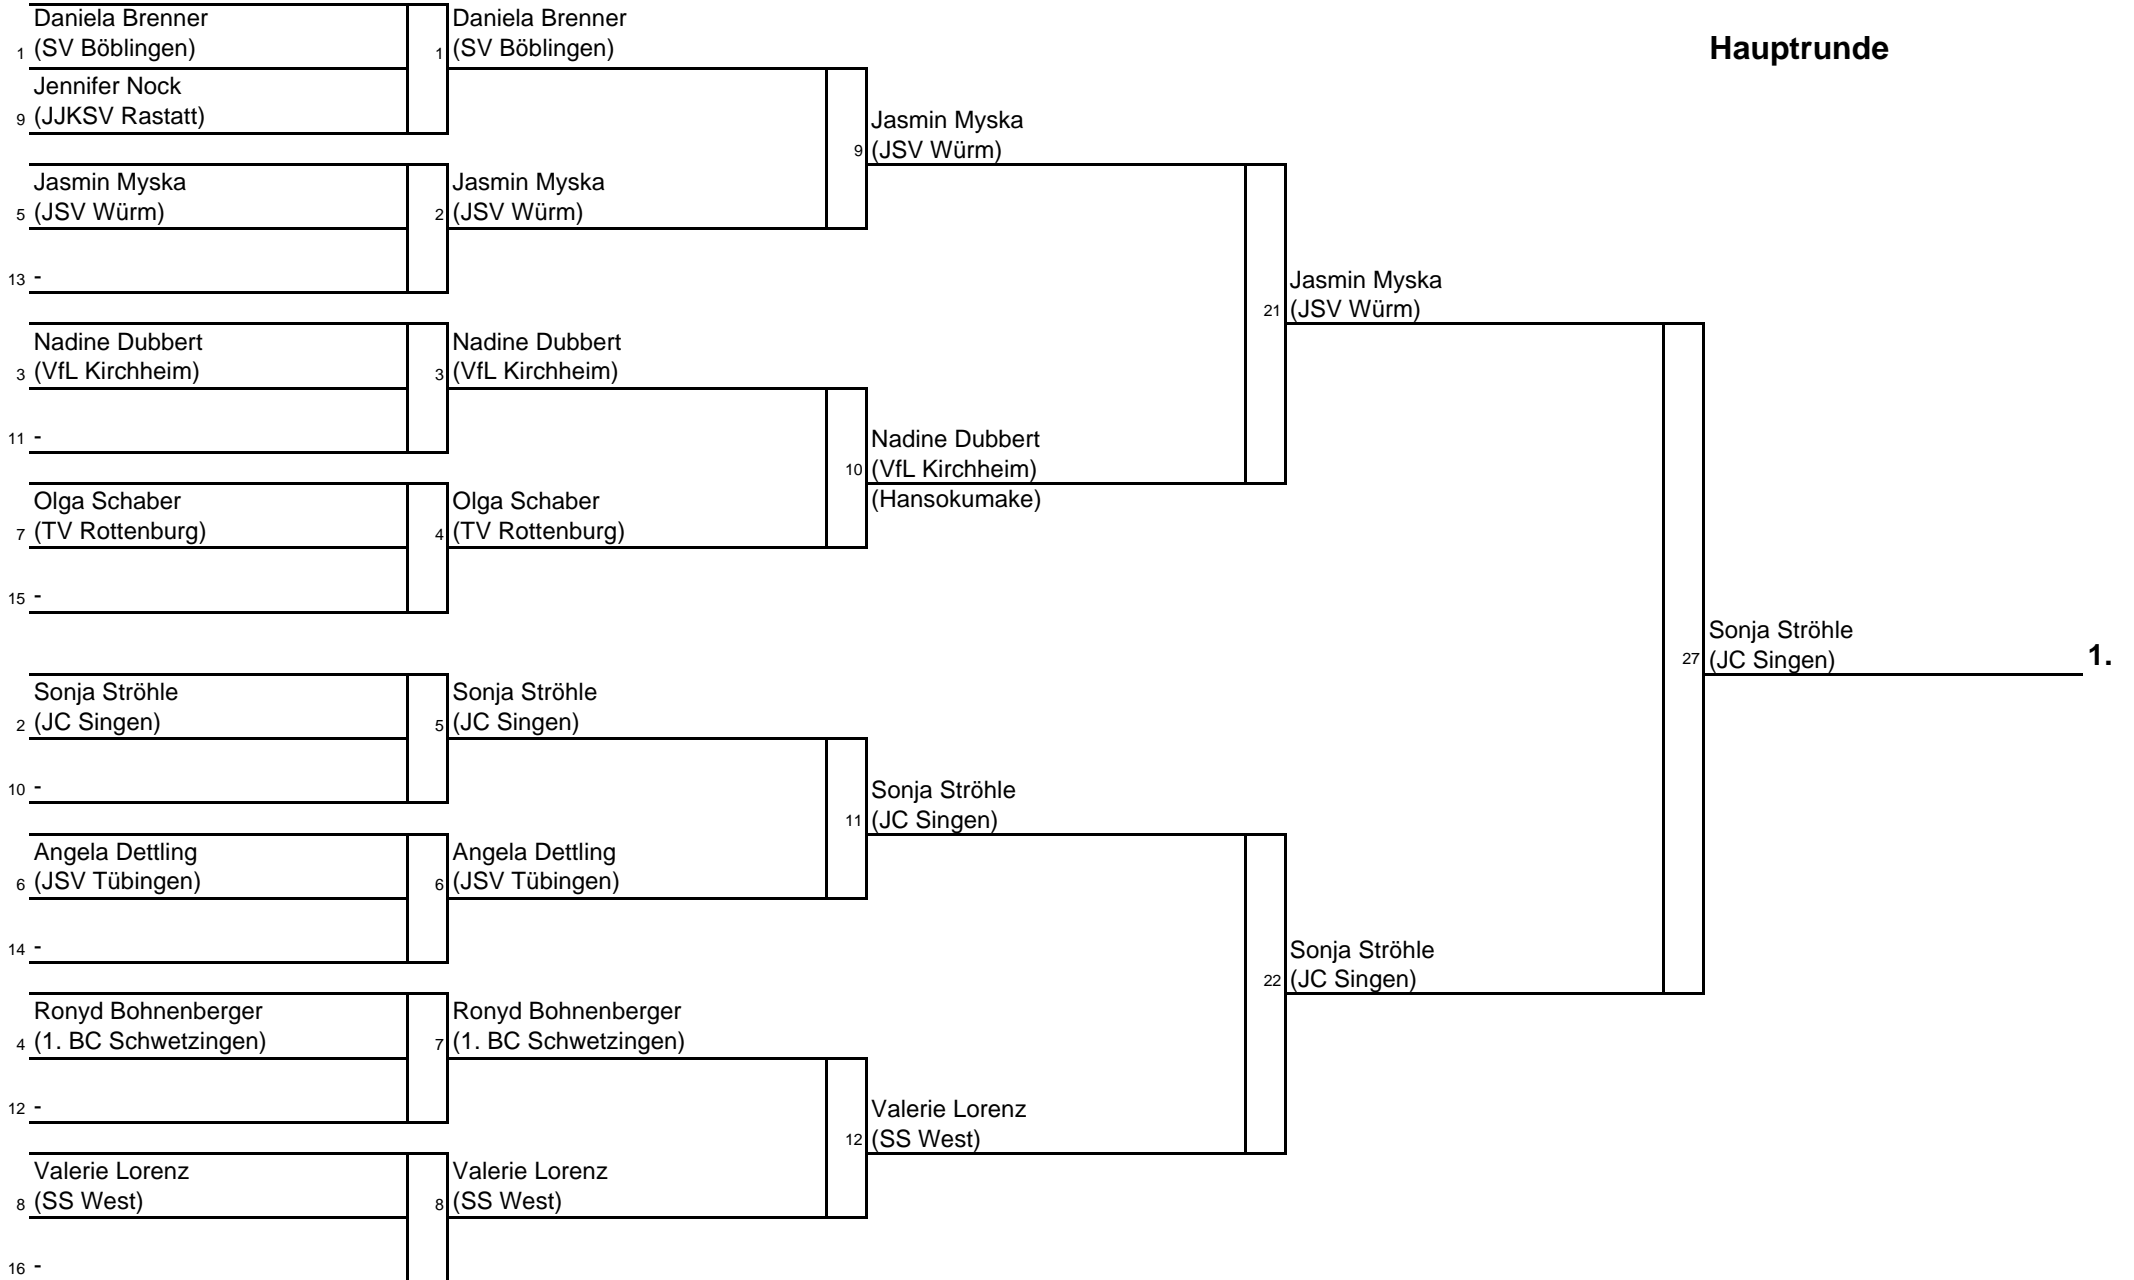 Hauptrunde
Daniela Brenner
1 (SV Böblingen)
Jennifer Nock
9 (JJKSV Rastatt)
Jasmin Myska
5 (JSV Würm)
13 -
Nadine Dubbert
3 (VfL Kirchheim)
11 -
Olga Schaber
7 (TV Rottenburg)
15 -
Sonja Ströhle
2 (JC Singen)
10 -
Angela Dettling
6 (JSV Tübingen)
14 -
Ronyd Bohnenberger
4 (1. BC Schwetzingen)
12 -
Valerie Lorenz
8 (SS West)
16 -
Daniela Brenner
1 (SV Böblingen)
Jasmin Myska
2 (JSV Würm)
Nadine Dubbert
3 (VfL Kirchheim)
Olga Schaber
4 (TV Rottenburg)
Sonja Ströhle
5 (JC Singen)
Angela Dettling
6 (JSV Tübingen)
Ronyd Bohnenberger
7 (1. BC Schwetzingen)
Valerie Lorenz
8 (SS West)
Jasmin Myska
9 (JSV Würm)
Nadine Dubbert
10 (VfL Kirchheim)
(Hansokumake)
Sonja Ströhle
11 (JC Singen)
Valerie Lorenz
12 (SS West)
Jasmin Myska
21 (JSV Würm)
Sonja Ströhle
22 (JC Singen)
Sonja Ströhle
27 (JC Singen) 1.